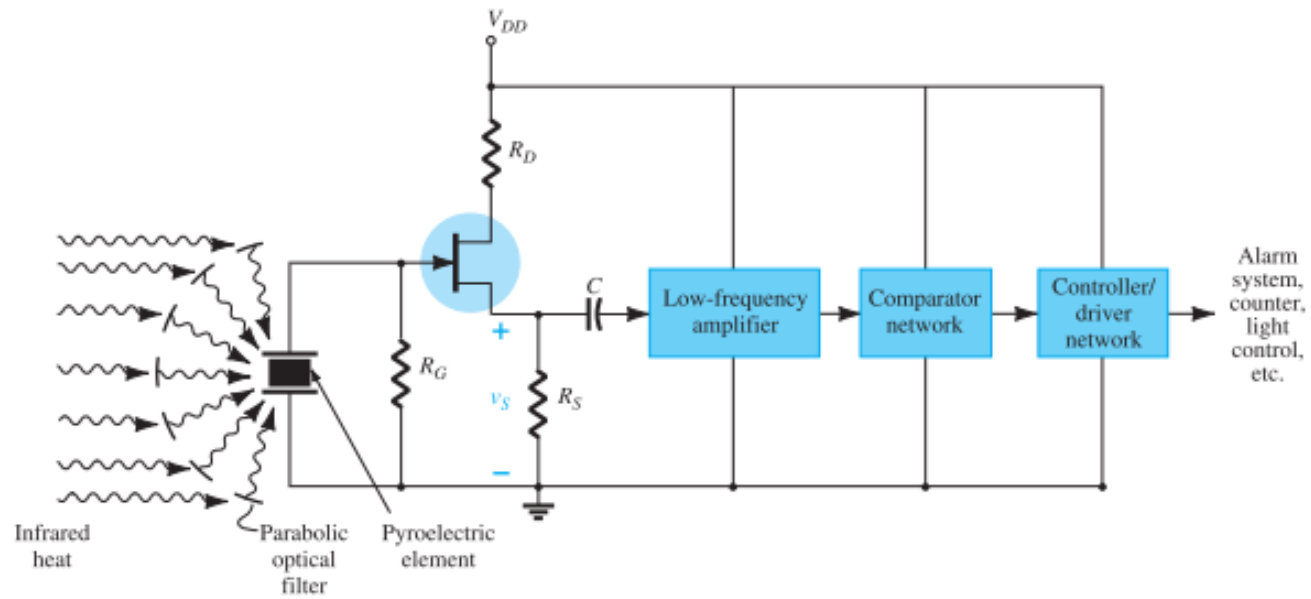 V_DD
R_D
C
Low-frequency
amplifier
Comparator
network
Controller/
driver
network
Alarm
system,
counter,
light
control,
etc.
+
v_S
−
R_G
R_S
Infrared
heat
Parabolic
optical
filter
Pyroelectric
element